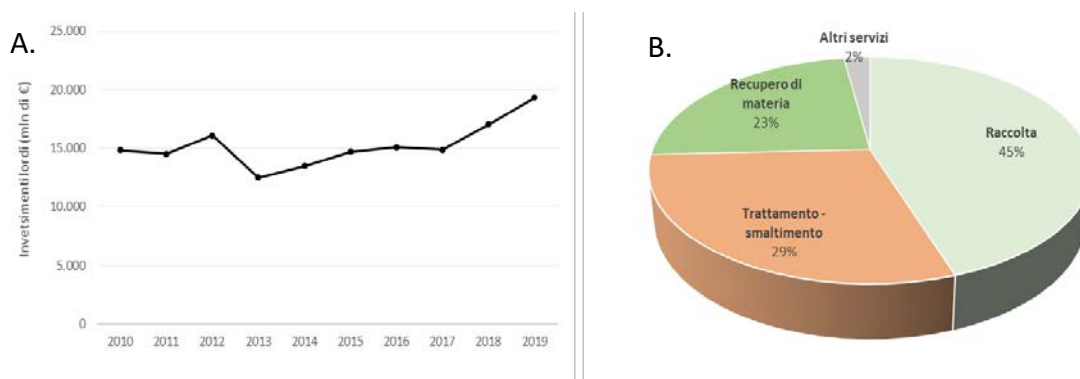 A.
Invetsimenti lordi (mln di €)
25.000
20.000
15.000
10.000
5.000
0
2010 2011 2012 2013 2014 2015 2016 2017 2018 2019
B.
Altri servizi
2%
Recupero di
materia
23%
Raccolta
45%
Trattamento -
smaltimento
29%